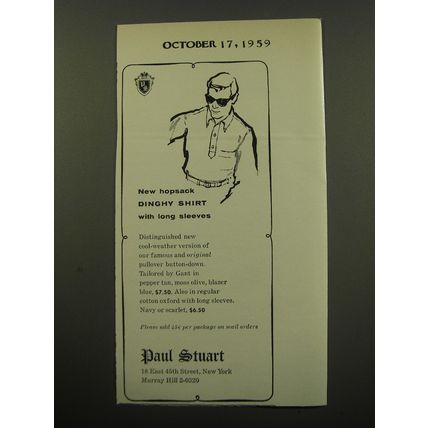 OCTOBER 17, 1959
New hopsack
DINGHY SHIRT
with long sleeves
Distinguished new
cool-weather version of
our famous and original
pullover button-down.
Tailored by Gant in
pepper tan, moss olive, blazer
blue, $7.50. Also in regular
cotton oxford with long sleeves.
Navy or scarlet, $6.50
Please add 45¢ per package on mail orders
Paul Stuart
18 East 45th Street, New York
Murray Hill 2-0320